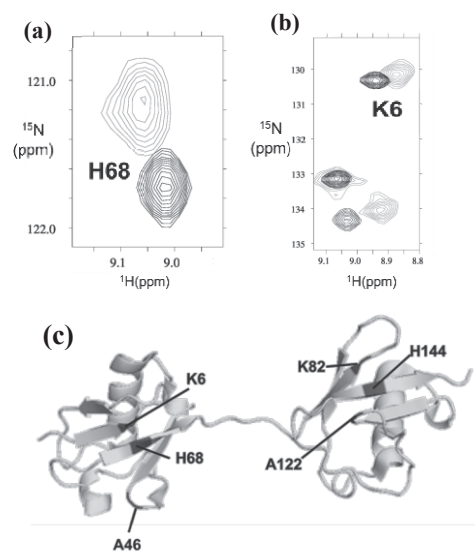 (a)
121.0
15N
(ppm)
H68
122.0
9.1 9.0
1H(ppm)
(b)
130
131
K6
15N
(ppm)
132
133
134
135
9.1 9.0 8.9 8.8
1H(ppm)
(c)
K6
H68
A46
K82
H144
A122